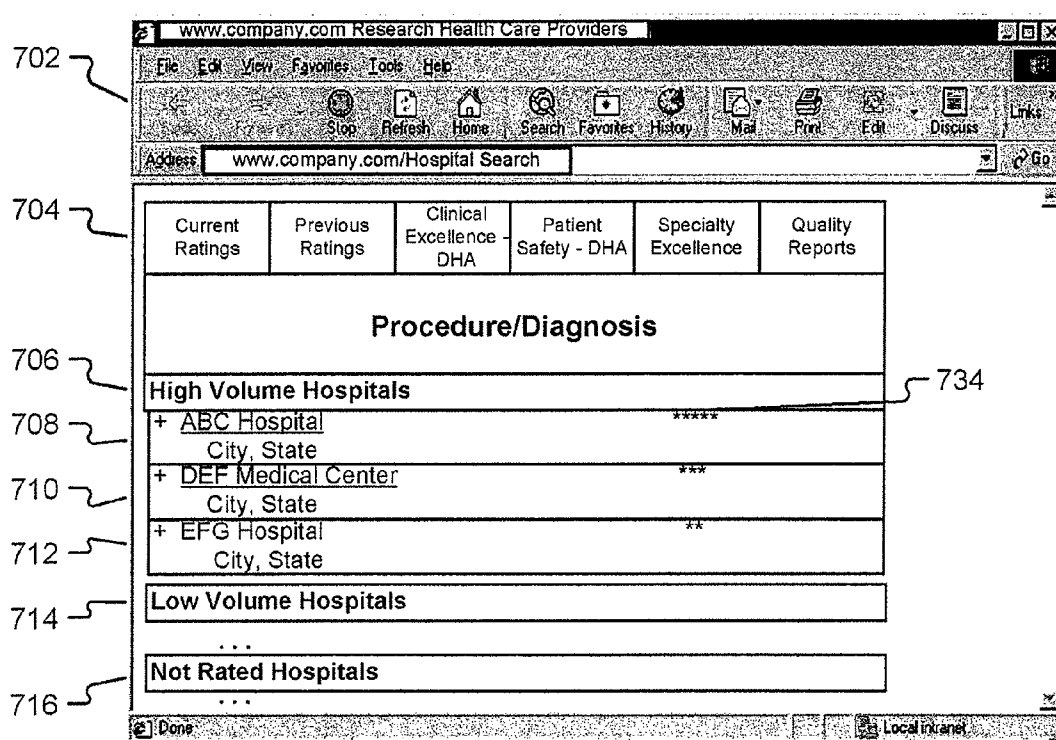 www.company.com Research Health Care Providers
702
File Edit View Favorites Tools Help
Stop Refresh Home Search Favorites History Mail Print Edit Discuss Links
Address www.company.com/Hospital Search Go
704
Current Ratings
Previous Ratings
Clinical Excellence - DHA
Patient Safety - DHA
Specialty Excellence
Quality Reports
Procedure/Diagnosis
706
High Volume Hospitals
734
708
+ ABC Hospital *****
City, State
710
+ DEF Medical Center ***
City, State
712
+ EFG Hospital **
City, State
714
Low Volume Hospitals
. . .
716
Not Rated Hospitals
. . .
Done Local intranet